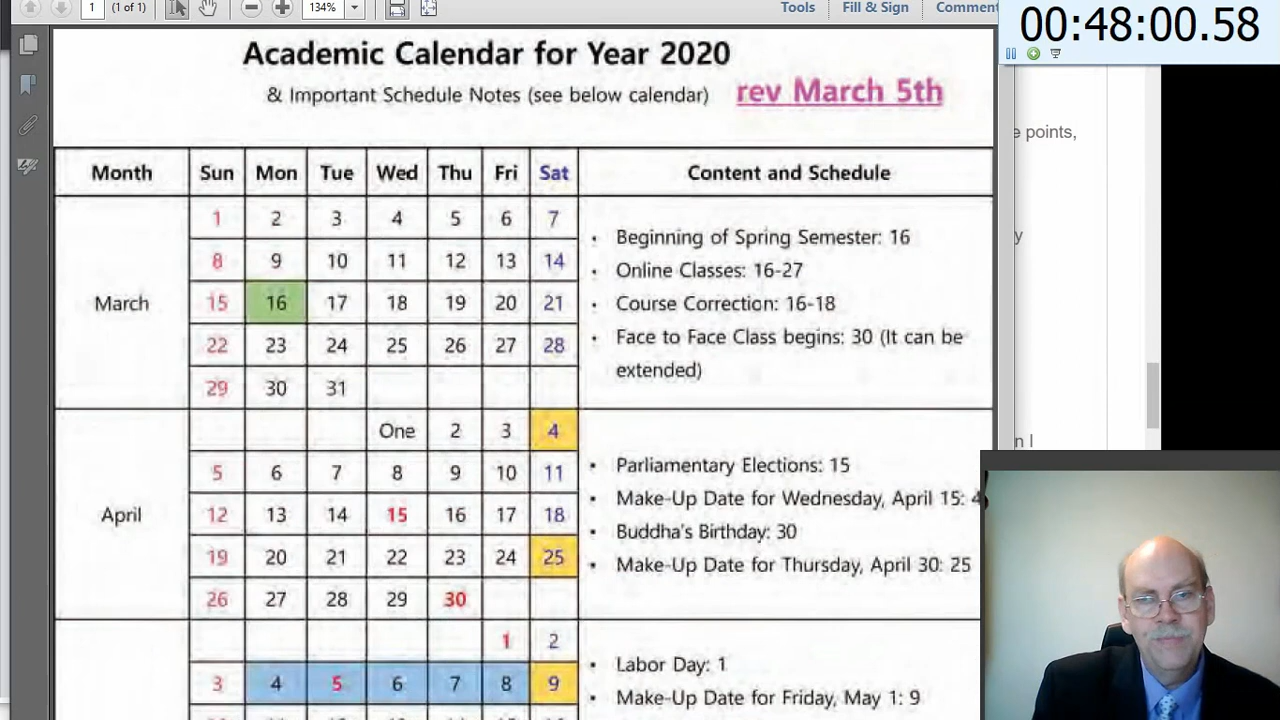 1 (1 of 1) 134% Tools Fill & Sign Comment
00:48:00.58
Academic Calendar for Year 2020
& Important Schedule Notes (see below calendar) rev March 5th
e points,
Month Sun Mon Tue Wed Thu Fri Sat Content and Schedule
March
1 2 3 4 5 6 7
8 9 10 11 12 13 14
15 16 17 18 19 20 21
22 23 24 25 26 27 28
29 30 31
• Beginning of Spring Semester: 16
• Online Classes: 16-27
• Course Correction: 16-18
• Face to Face Class begins: 30 (It can be
extended)
y
April
One 2 3 4
5 6 7 8 9 10 11
12 13 14 15 16 17 18
19 20 21 22 23 24 25
26 27 28 29 30
• Parliamentary Elections: 15
• Make-Up Date for Wednesday, April 15: 4
• Buddha's Birthday: 30
• Make-Up Date for Thursday, April 30: 25
n I
1 2
3 4 5 6 7 8 9
• Labor Day: 1
• Make-Up Date for Friday, May 1: 9